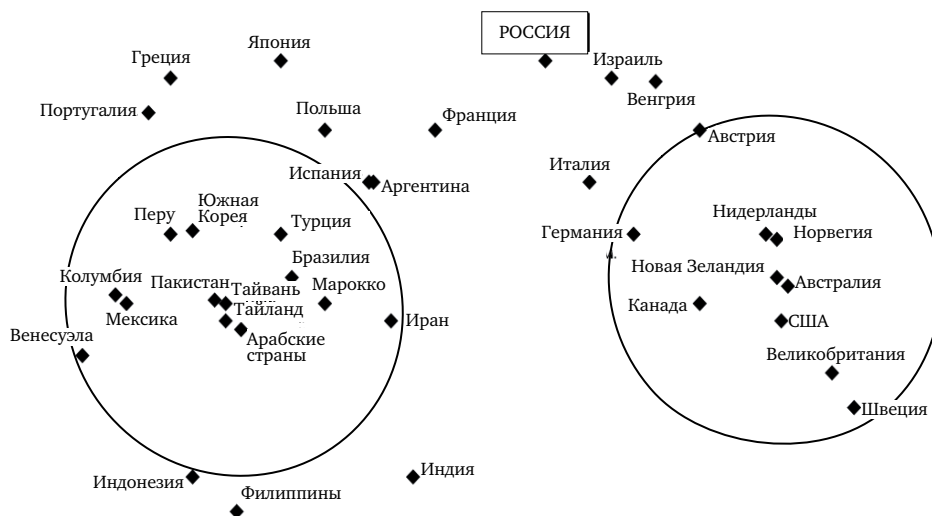 РОССИЯ
Япония
Греция
Израиль
Венгрия
Португалия
Польша
Франция
Австрия
Испания
Аргентина
Италия
Южная
Корея
Перу
Турция
Нидерланды
Германия
Норвегия
Бразилия
Новая Зеландия
Колумбия
Пакистан
Тайвань
Марокко
Австралия
Мексика
Тайланд
Канада
Иран
США
Венесуэла
Арабские
страны
Великобритания
Швеция
Индия
Индонезия
Филиппины